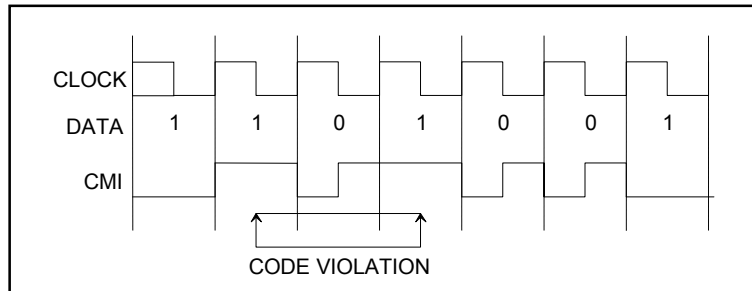 CLOCK
DATA 1 1 0 1 0 0 1
CMI
CODE VIOLATION